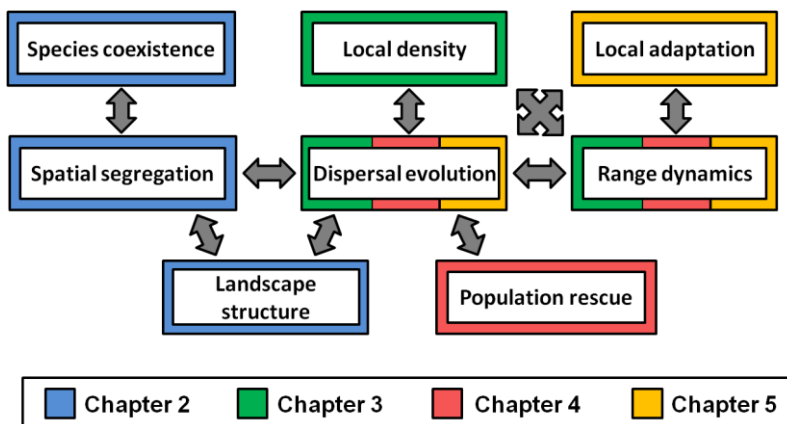 Species coexistence
Local density
Local adaptation
Spatial segregation
Dispersal evolution
Range dynamics
Landscape
structure
Population rescue
Chapter 2
Chapter 3
Chapter 4
Chapter 5